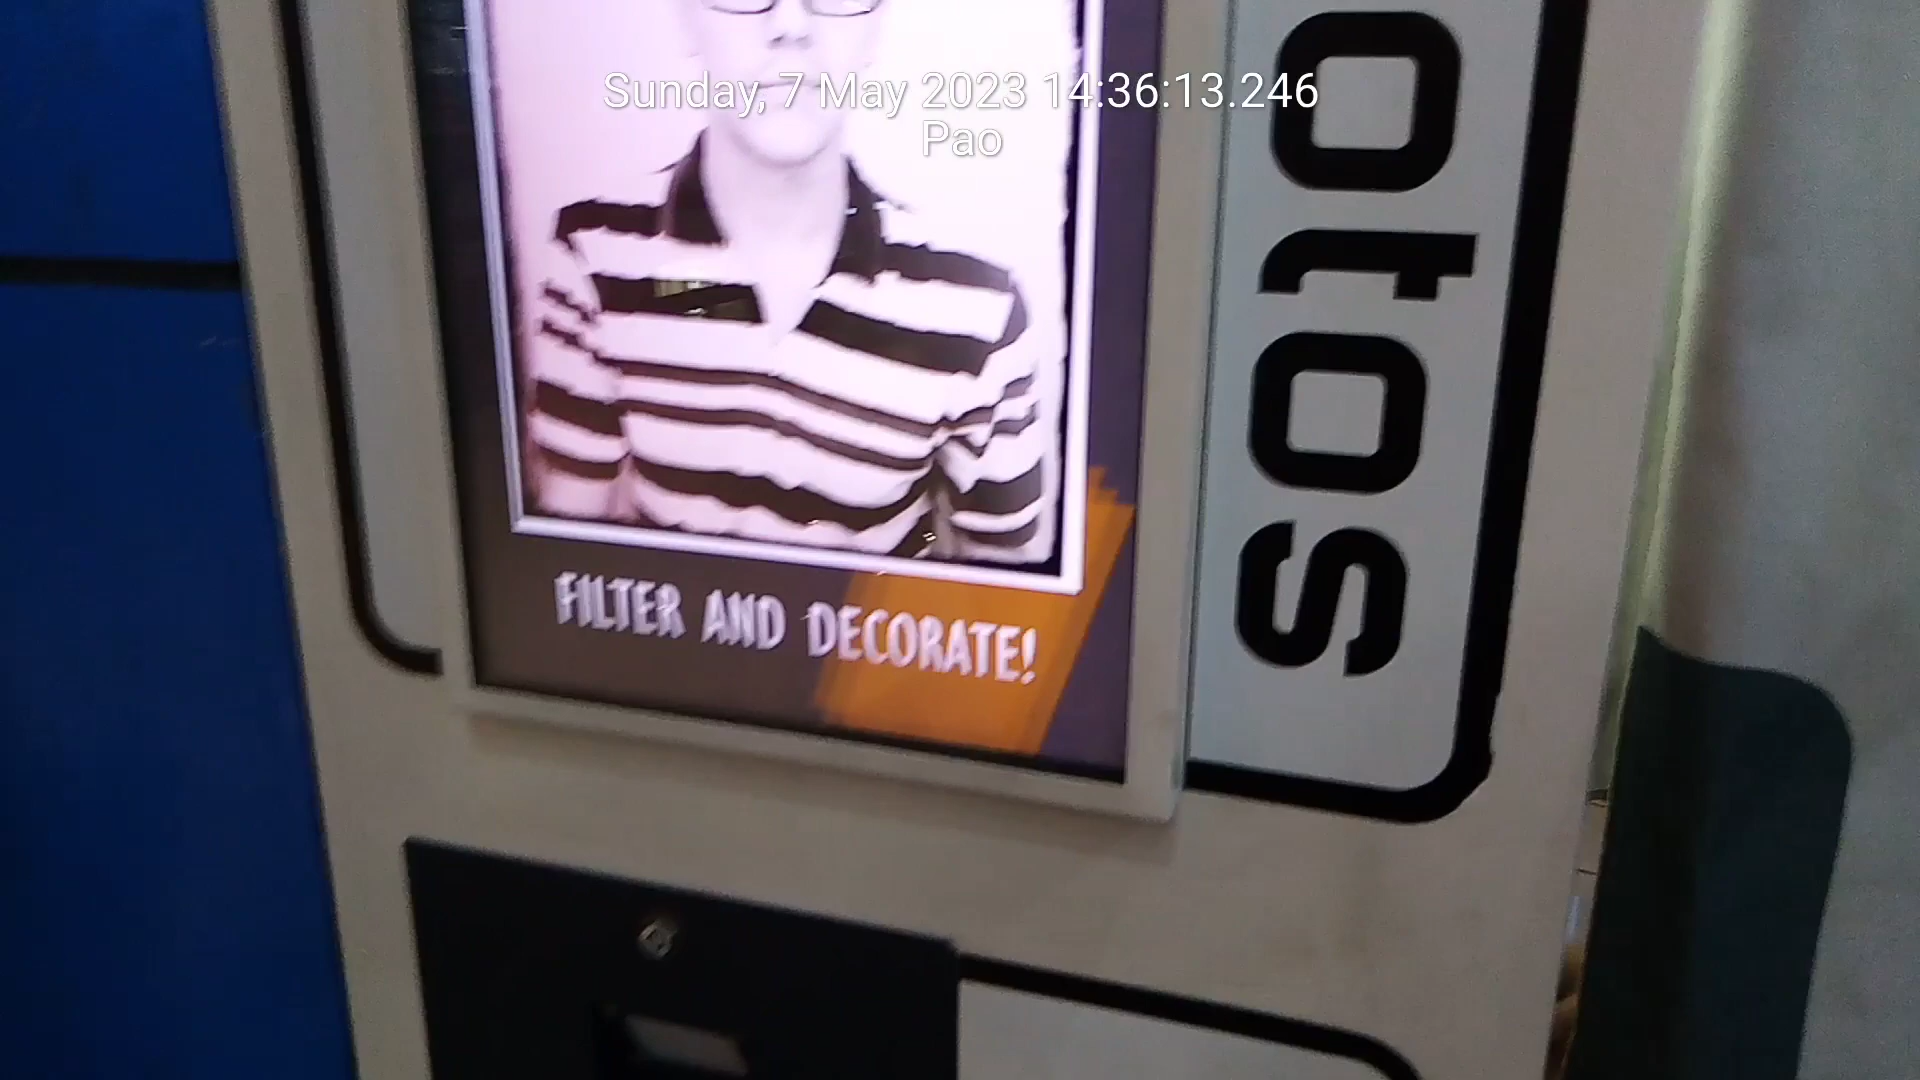 Sunday, 7 May 2023 14:36:13.246
Pao
otos
FILTER AND DECORATE!